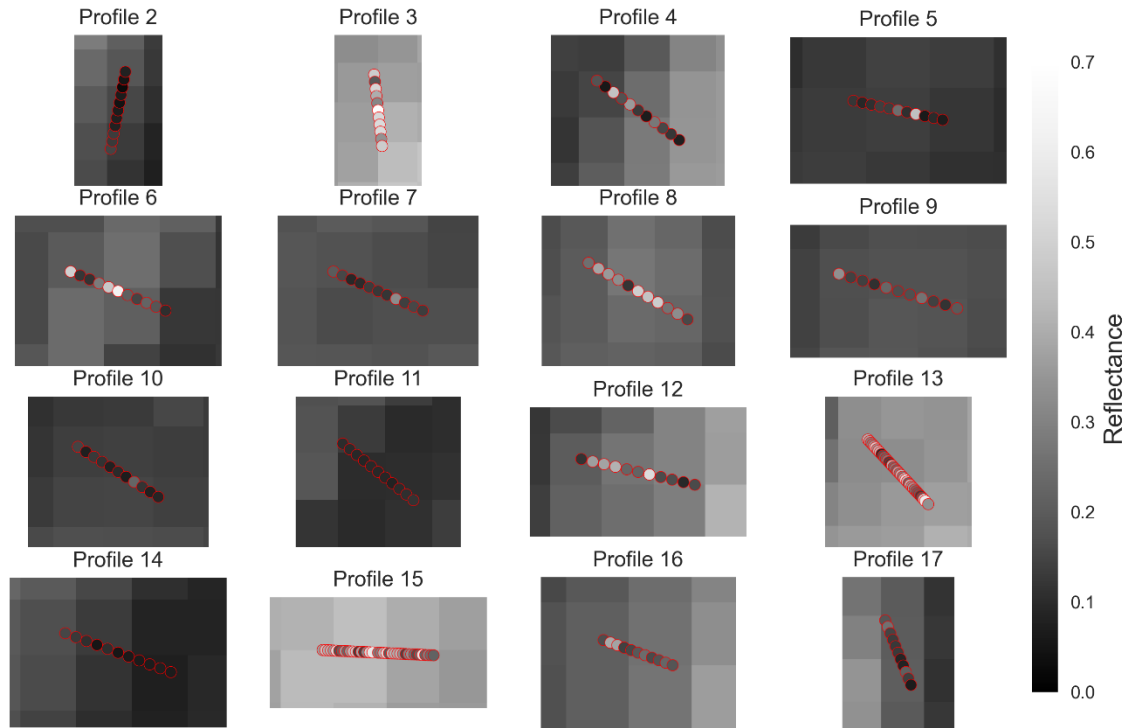 Profile 2
Profile 3
Profile 4
Profile 5
Profile 6
Profile 7
Profile 8
Profile 9
Profile 10
Profile 11
Profile 12
Profile 13
Profile 14
Profile 15
Profile 16
Profile 17
0.7
0.6
0.5
0.4
0.3
0.2
0.1
0.0
Reflectance